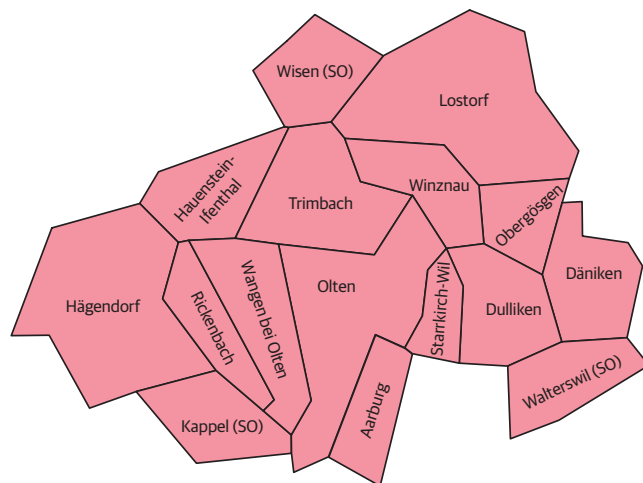 Wisen (SO)
Lostorf
Hauenstein-
Ifenthal
Trimbach
Winznau
Obergösgen
Hägendorf
Rickenbach
Wangen bei Olten
Olten
Starrkirch-Wil
Dulliken
Däniken
Kappel (SO)
Aarburg
Walterswil (SO)